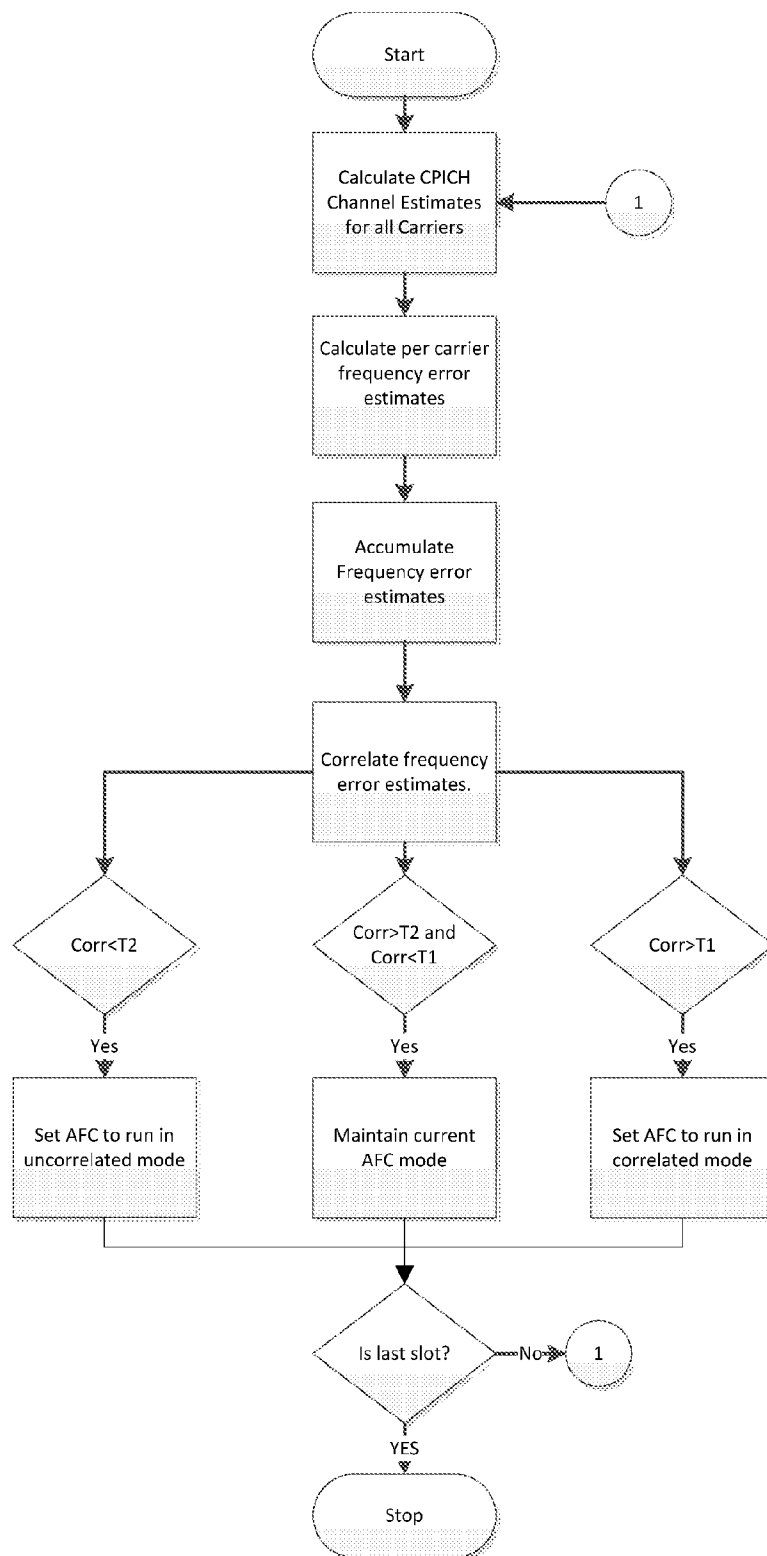 Start
Calculate CPICH
Channel Estimates
for all Carriers
1
Calculate per carrier
frequency error
estimates
Accumulate
Frequency error
estimates
Correlate frequency
error estimates.
Corr<T2
Corr>T2 and
Corr<T1
Corr>T1
Yes
Yes
Yes
Set AFC to run in
uncorrelated mode
Maintain current
AFC mode
Set AFC to run in
correlated mode
Is last slot?
No
1
YES
Stop